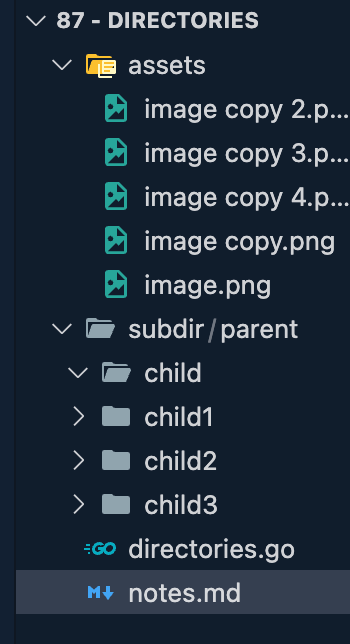 87 - DIRECTORIES
assets
image copy 2.p...
image copy 3.p...
image copy 4.p...
image copy.png
image.png
subdir/parent
child
child1
child2
child3
GO directories.go
M notes.md